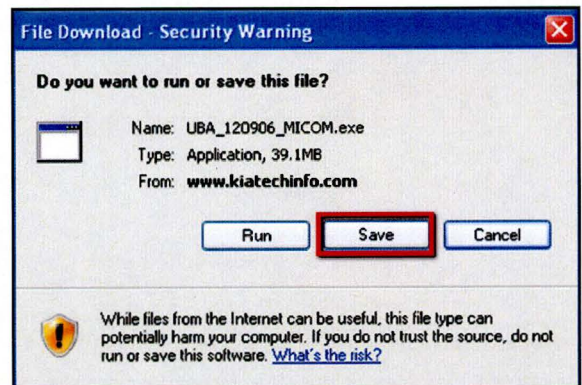 File Download - Security Warning
Do you want to run or save this file?
Name: UBA_120906_MICOM.exe
Type: Application, 39.1MB
From: www.kiatechinfo.com
Run Save Cancel
While files from the Internet can be useful, this file type can
potentially harm your computer. If you do not trust the source, do not
run or save this software. What's the risk?